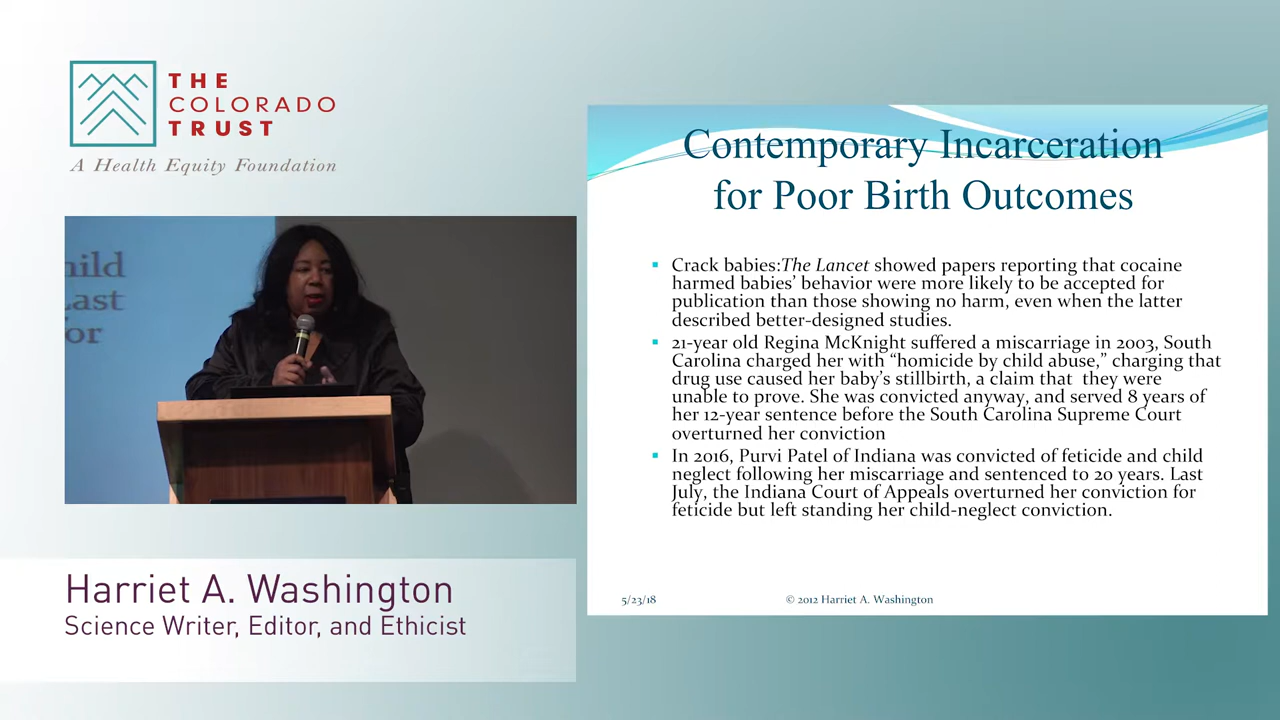 THE
COLORADO
TRUST
A Health Equity Foundation
hild
Last
for
Harriet A. Washington
Science Writer, Editor, and Ethicist
Contemporary Incarceration
for Poor Birth Outcomes
Crack babies:The Lancet showed papers reporting that cocaine
harmed babies' behavior were more likely to be accepted for
publication than those showing no harm, even when the latter
described better-designed studies.
21-year old Regina McKnight suffered a miscarriage in 2003, South
Carolina charged her with “homicide by child abuse,” charging that
drug use caused her baby's stillbirth, a claim that  they were
unable to prove. She was convicted anyway, and served 8 years of
her 12-year sentence before the South Carolina Supreme Court
overturned her conviction
In 2016, Purvi Patel of Indiana was convicted of feticide and child
neglect following her miscarriage and sentenced to 20 years. Last
July, the Indiana Court of Appeals overturned her conviction for
feticide but left standing her child-neglect conviction.
5/23/18
© 2012 Harriet A. Washington